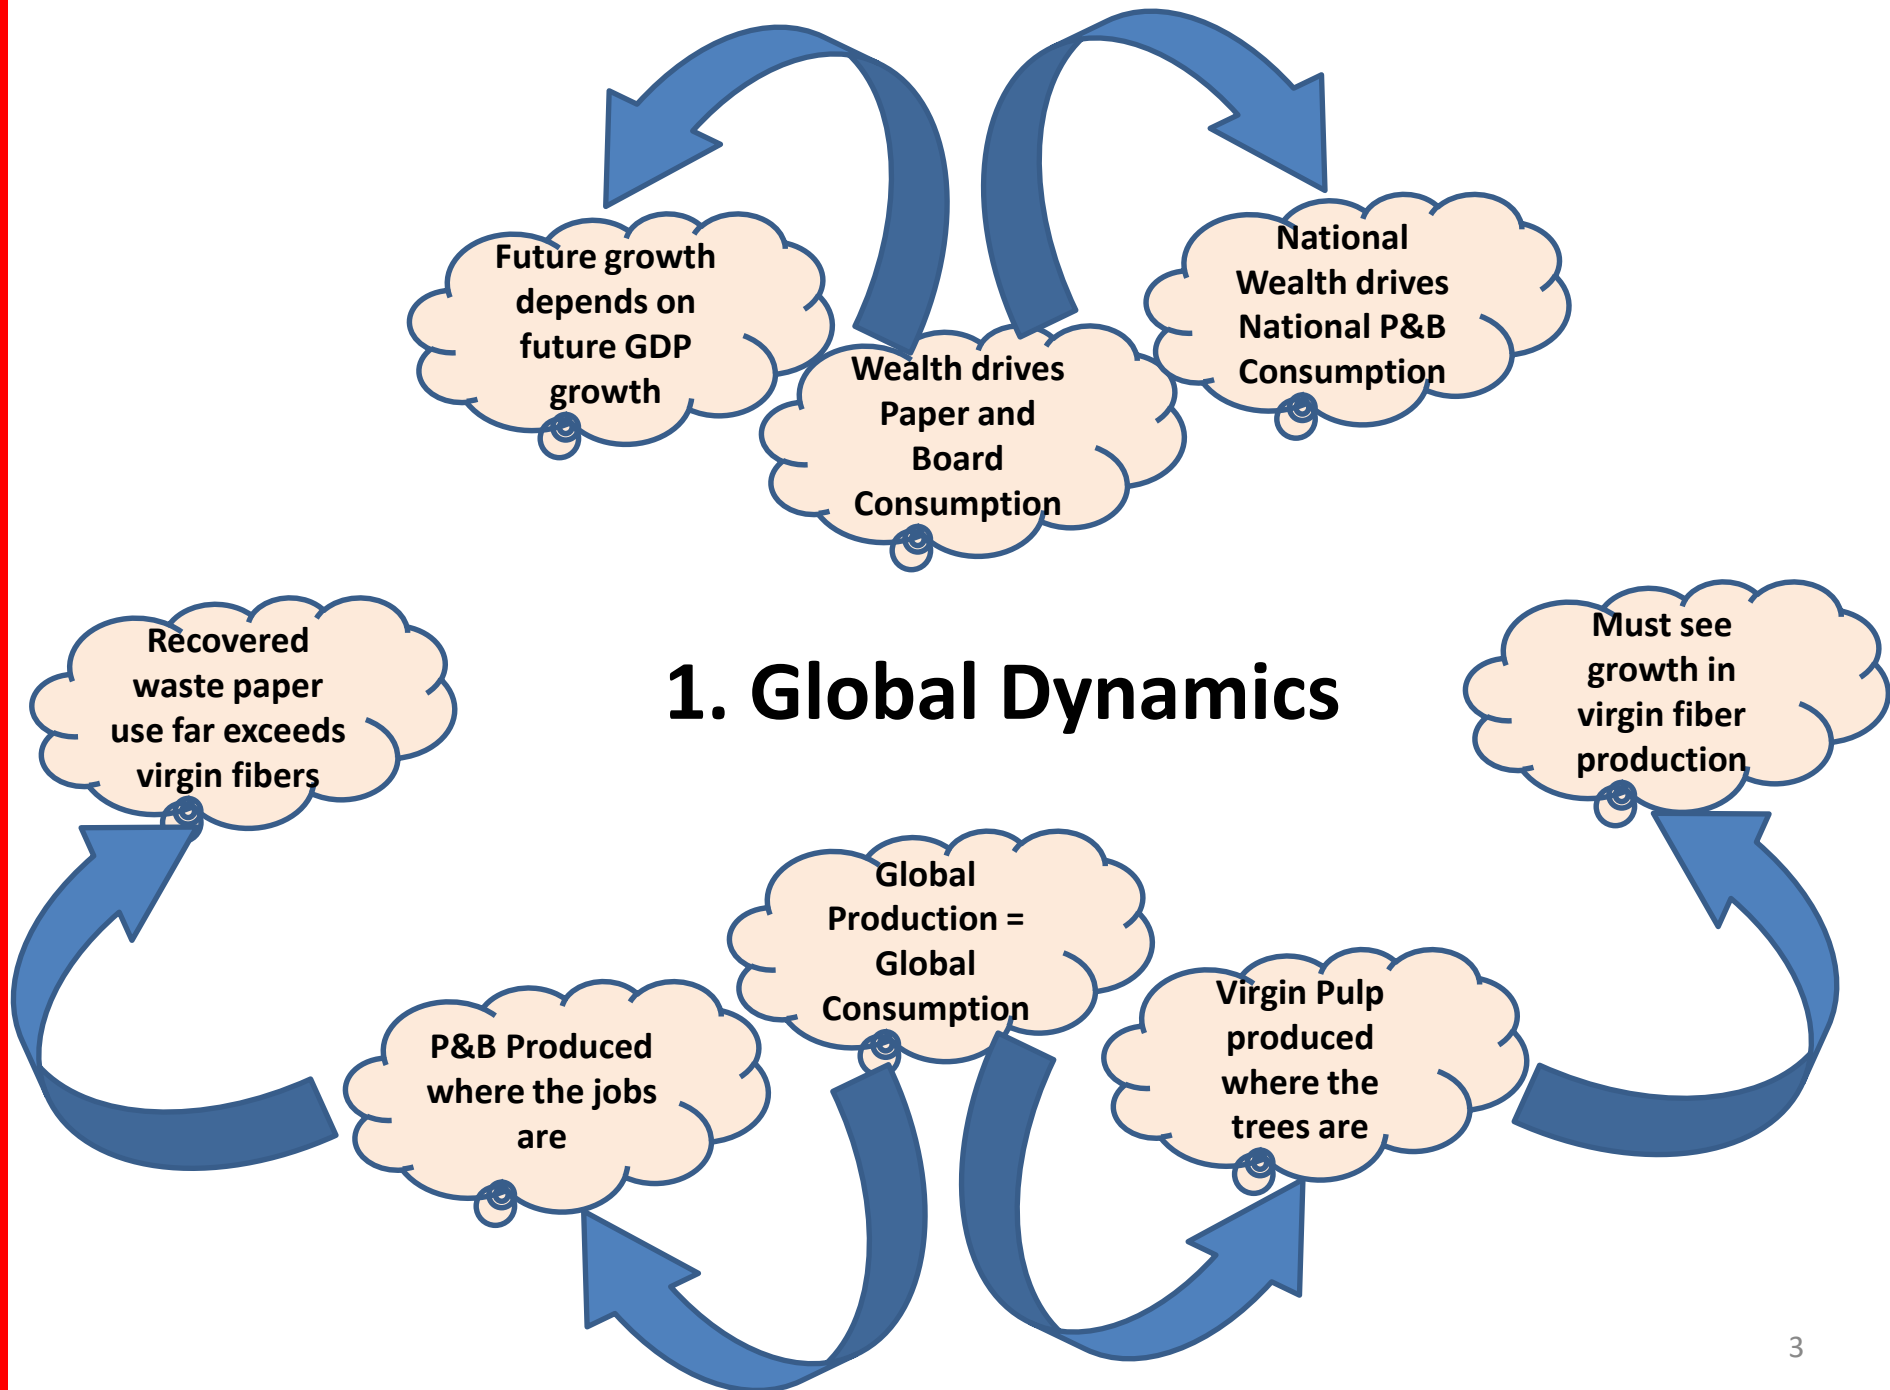 Future growth
depends on
future GDP
growth
Wealth drives
Paper and
Board
Consumption
National
Wealth drives
National P&B
Consumption
Recovered
waste paper
use far exceeds
virgin fibers
1. Global Dynamics
Must see
growth in
virgin fiber
production
P&B Produced
where the jobs
are
Global
Production =
Global
Consumption
Virgin Pulp
produced
where the
trees are
3